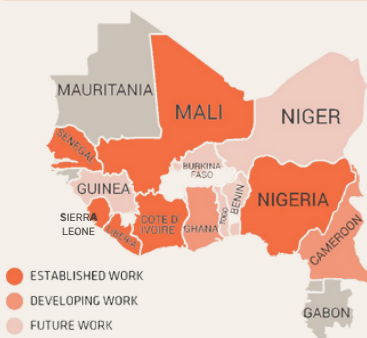 MAURITANIA
MALI
NIGER
SENEGAL
BURKINA
FASO
GUINEA
BENIN
NIGERIA
SIERRA
LEONE
LIBERIA
COTE D
IVOIRE
GHANA
TOGO
CAMEROON
ESTABLISHED WORK
DEVELOPING WORK
FUTURE WORK
GABON